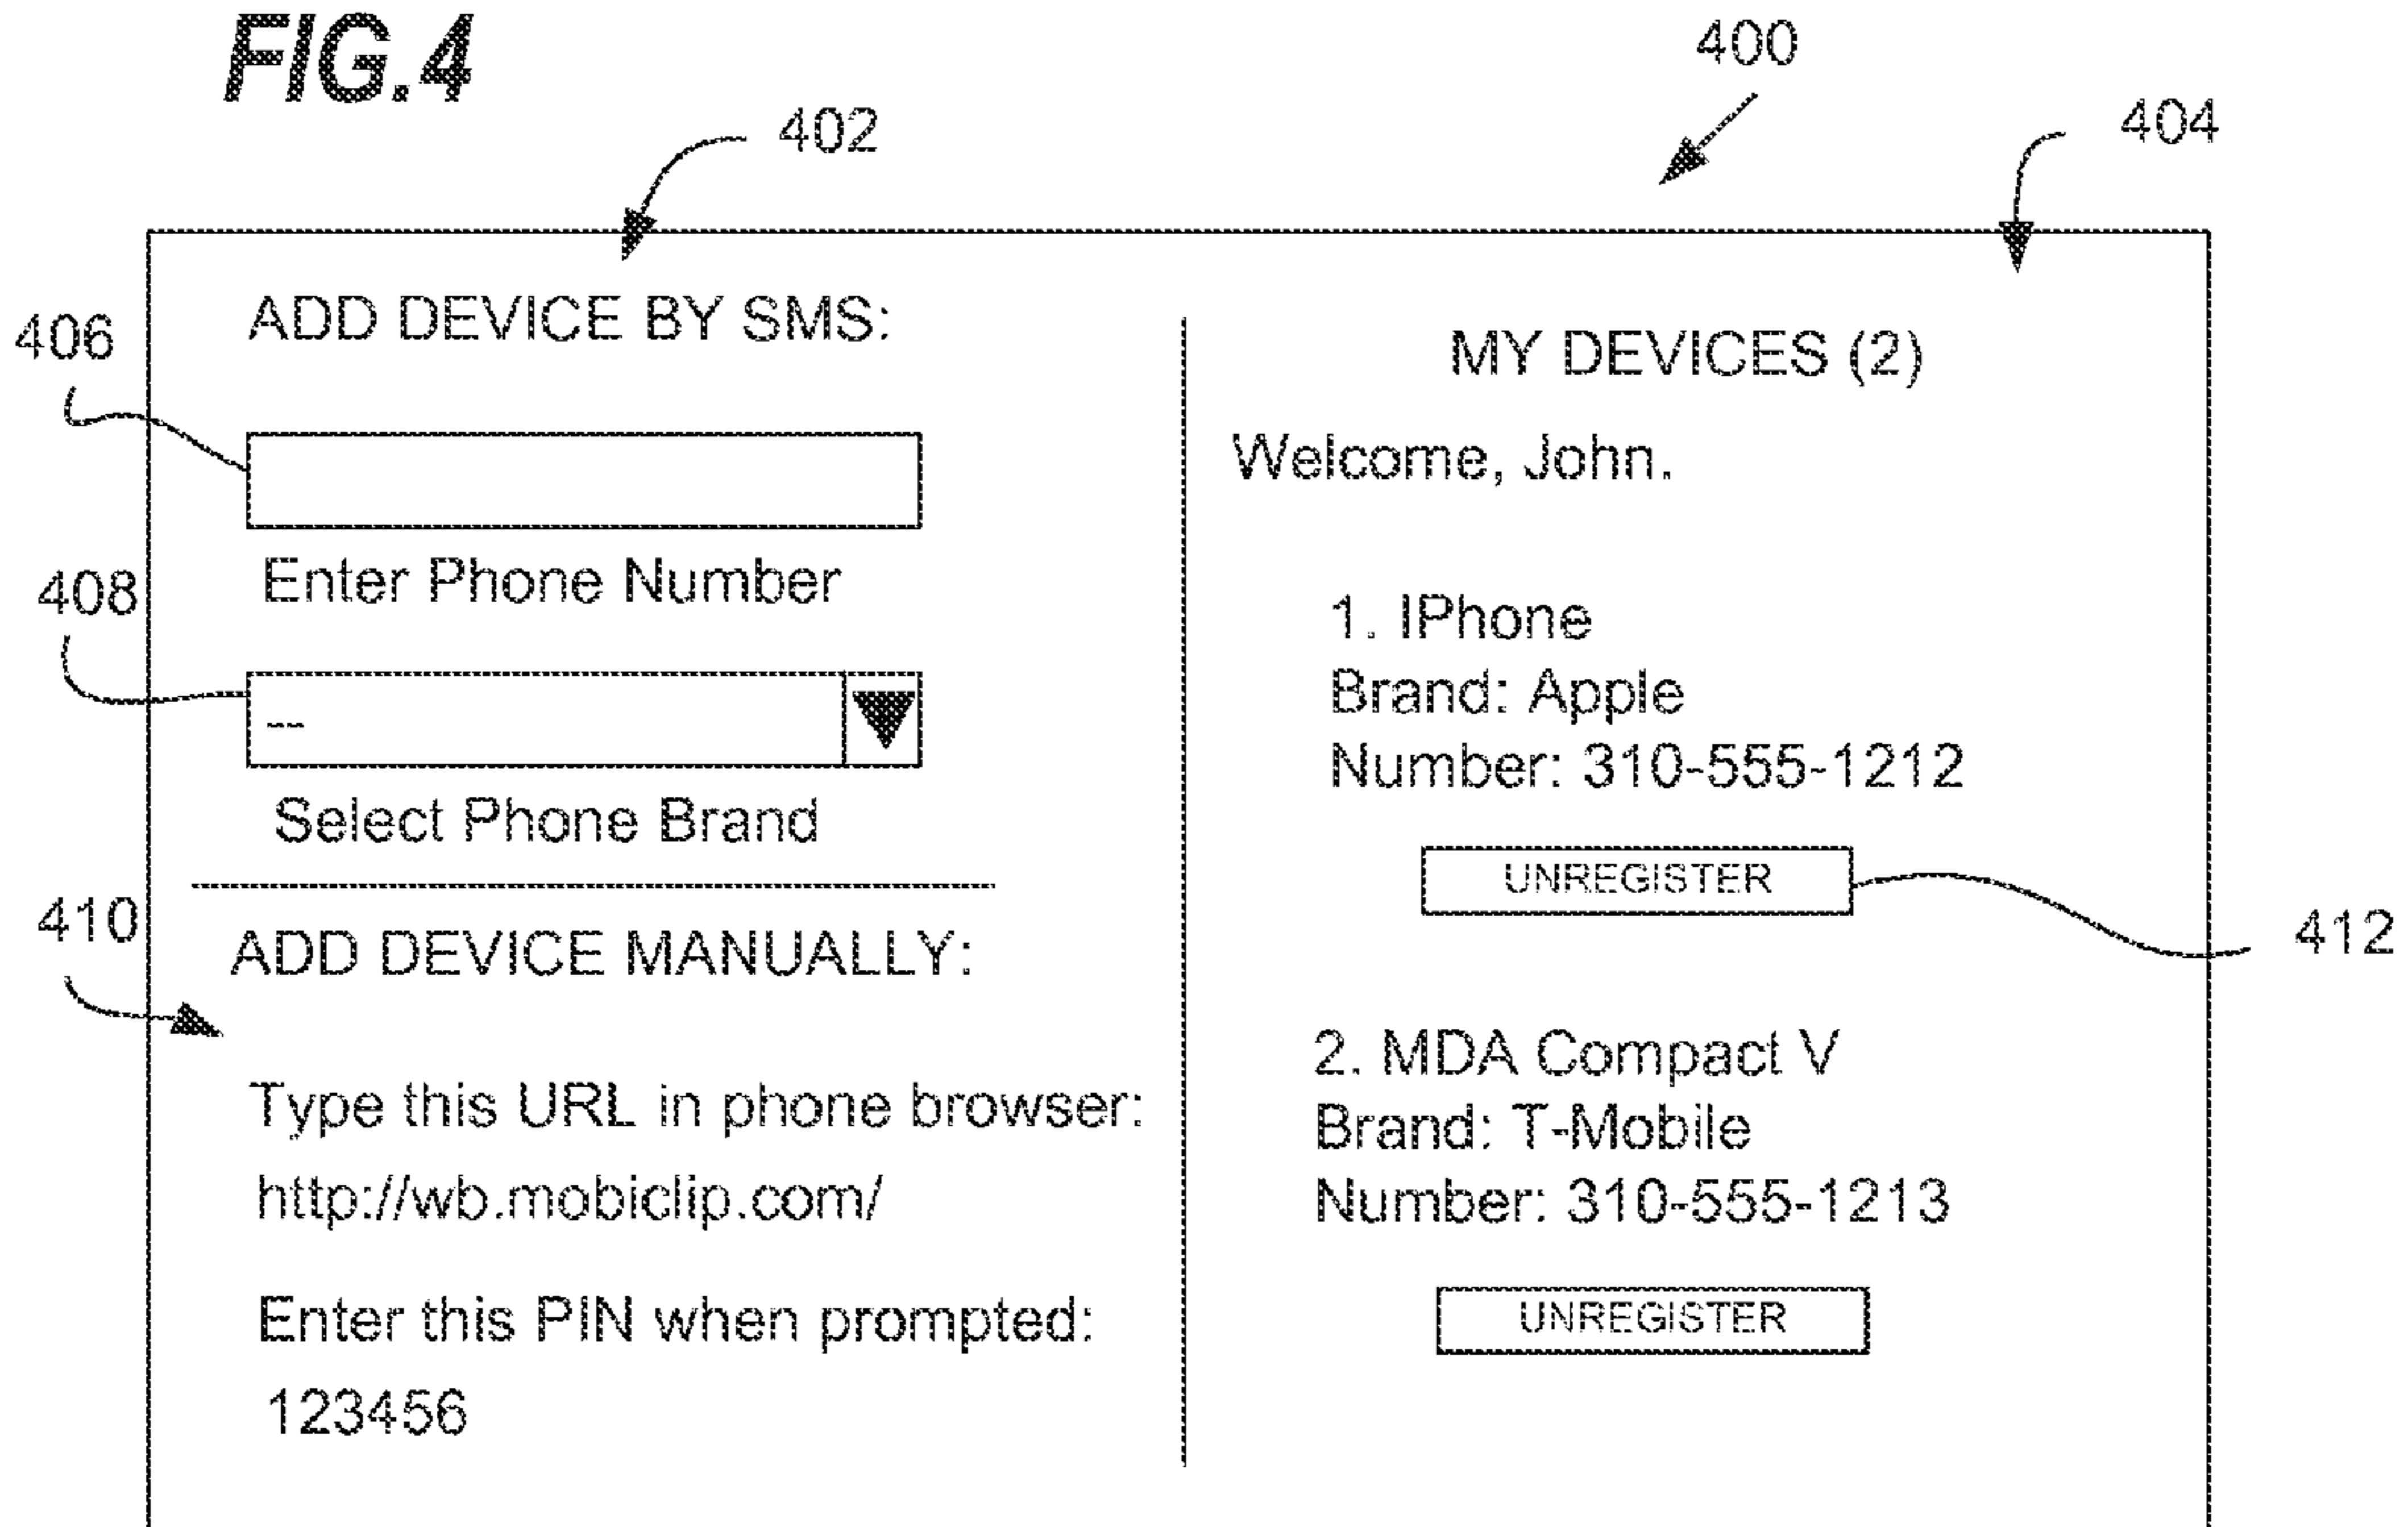 FIG.4
400
402
404
ADD DEVICE BY SMS:
406
Enter Phone Number
408
--
Select Phone Brand
410
ADD DEVICE MANUALLY:
Type this URL in phone browser:
http://wb.mobiclip.com/
Enter this PIN when prompted:
123456
MY DEVICES (2)
Welcome, John.
1. IPhone
Brand: Apple
Number: 310-555-1212
UNREGISTER
412
2. MDA Compact V
Brand: T-Mobile
Number: 310-555-1213
UNREGISTER